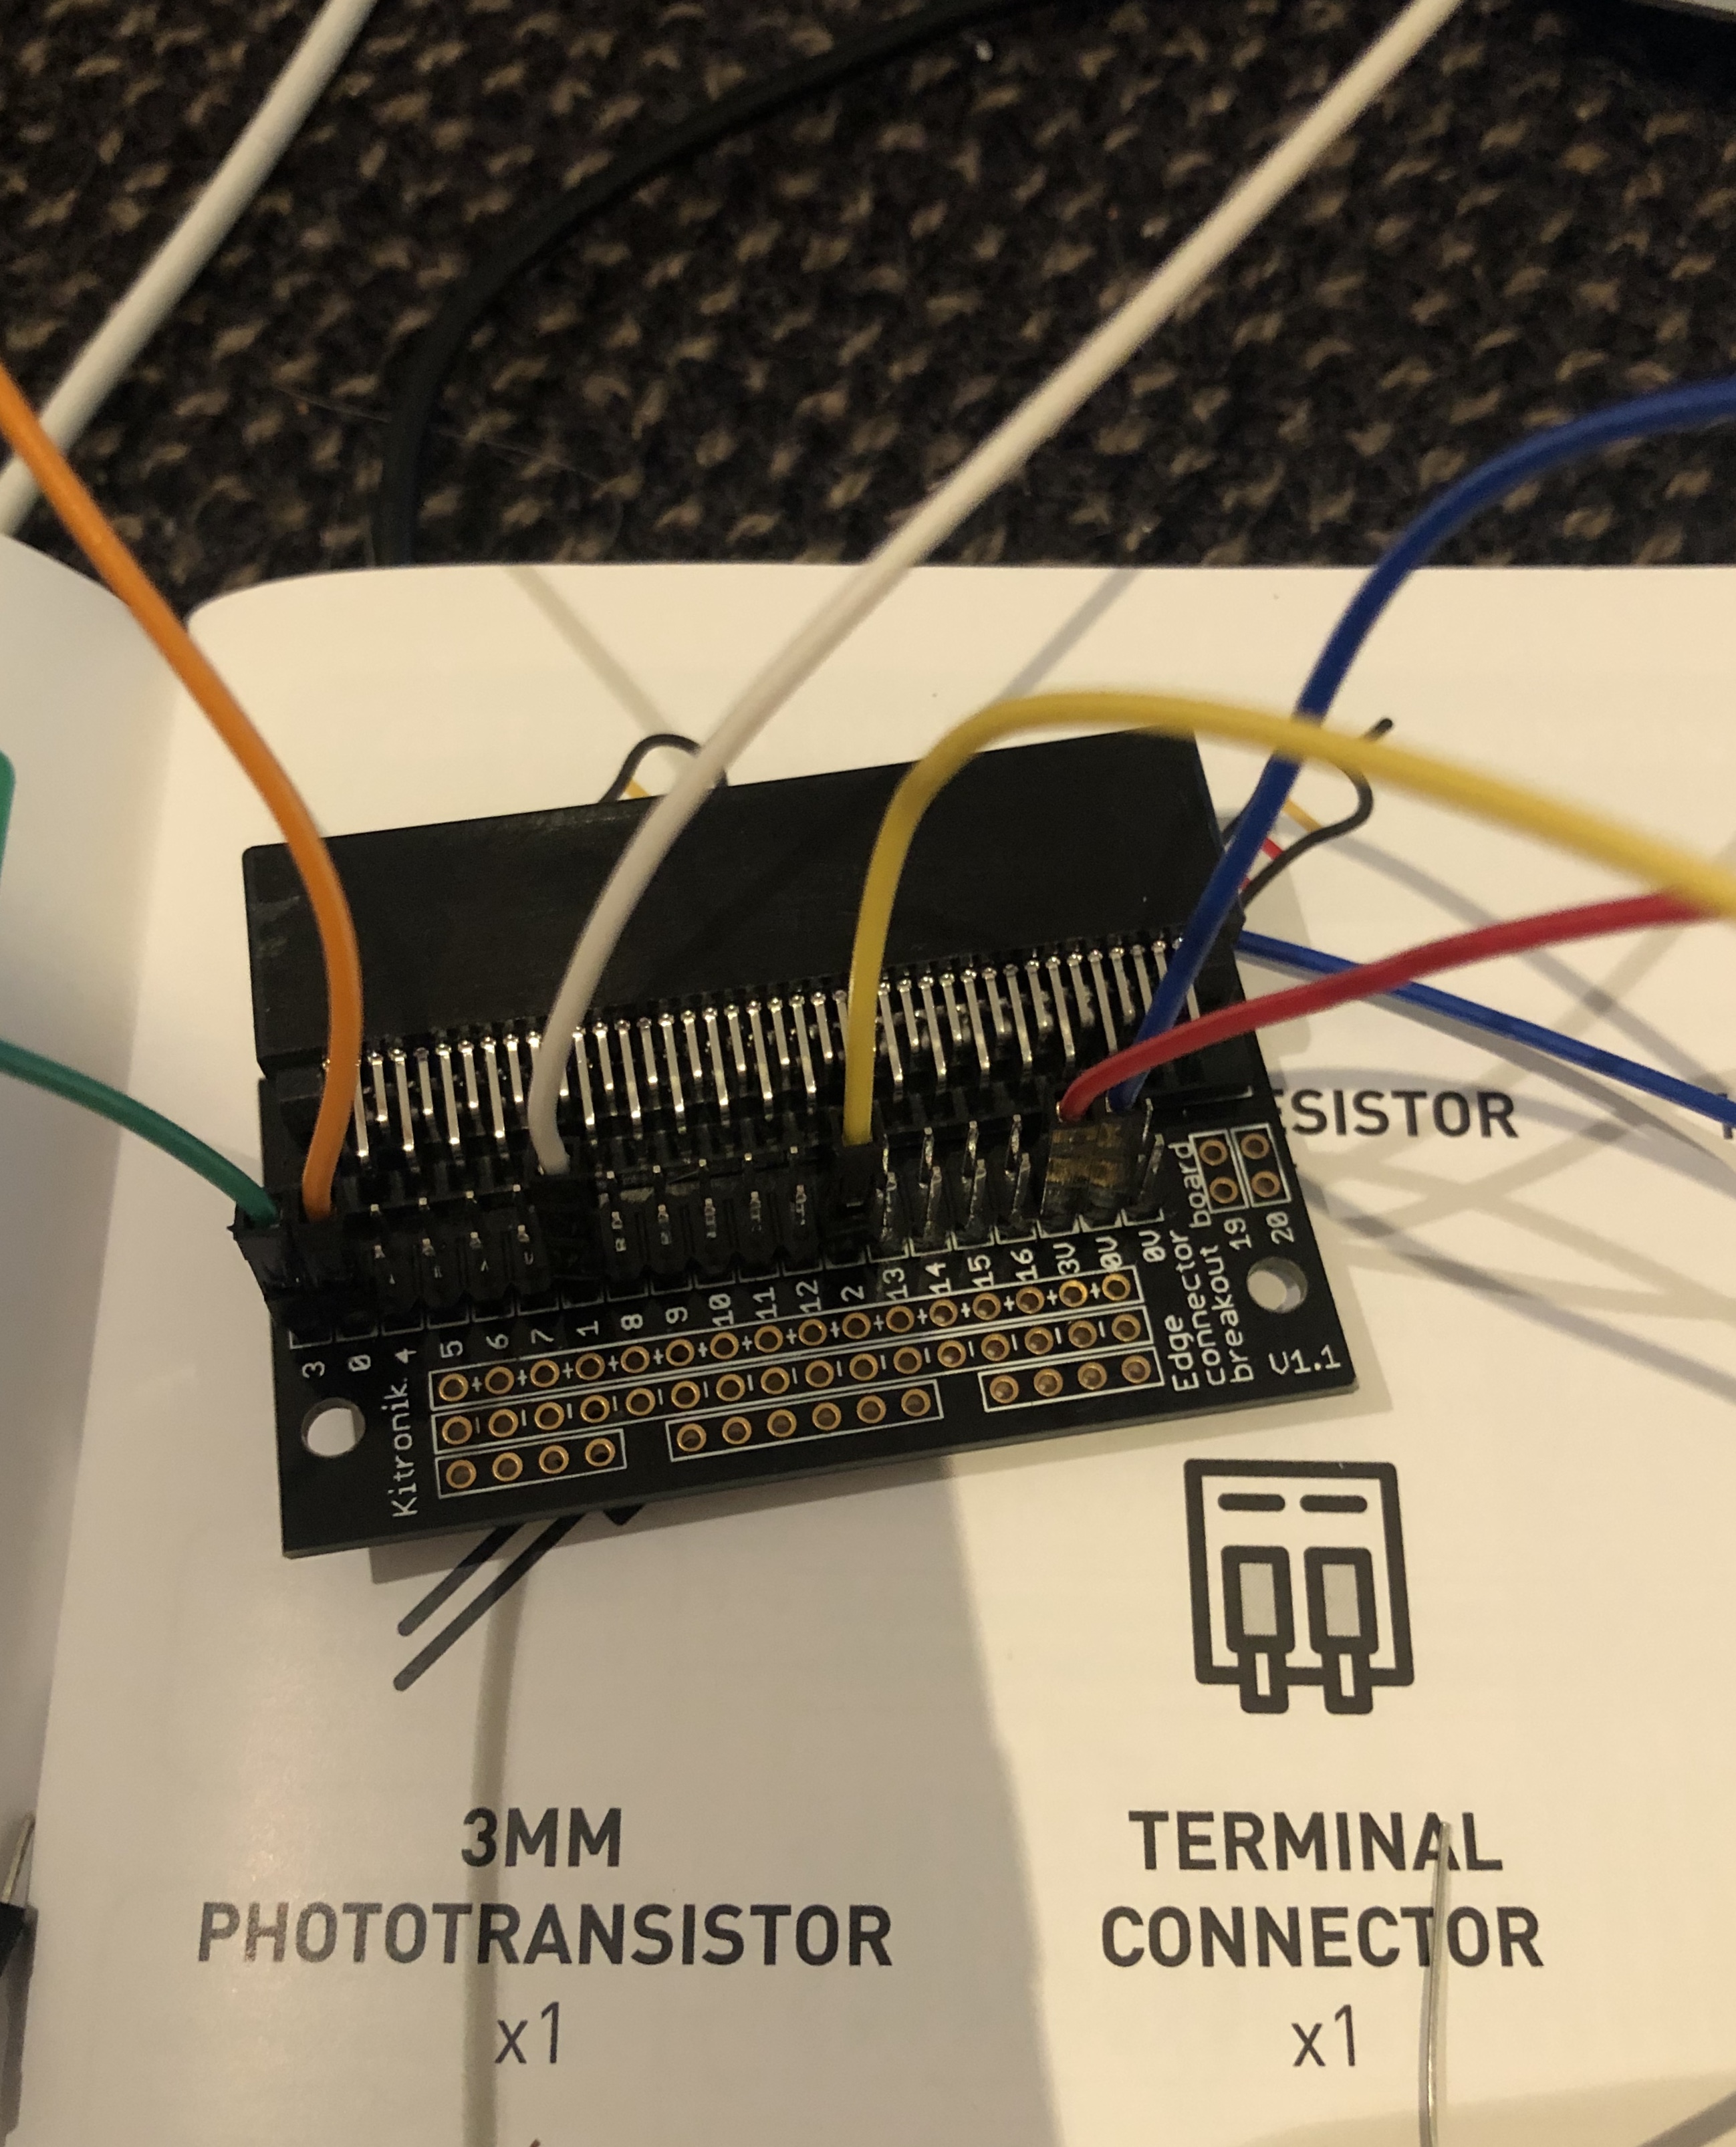 ESISTOR
3
0
4
5
6
7
1
8
9
10
11
12
2
13
14
15
16
3V
0V
0V
19
20
Kitronik.
Edge
connector board
breakout
V1.1
3MM
PHOTOTRANSISTOR
x1
TERMINAL
CONNECTOR
x1